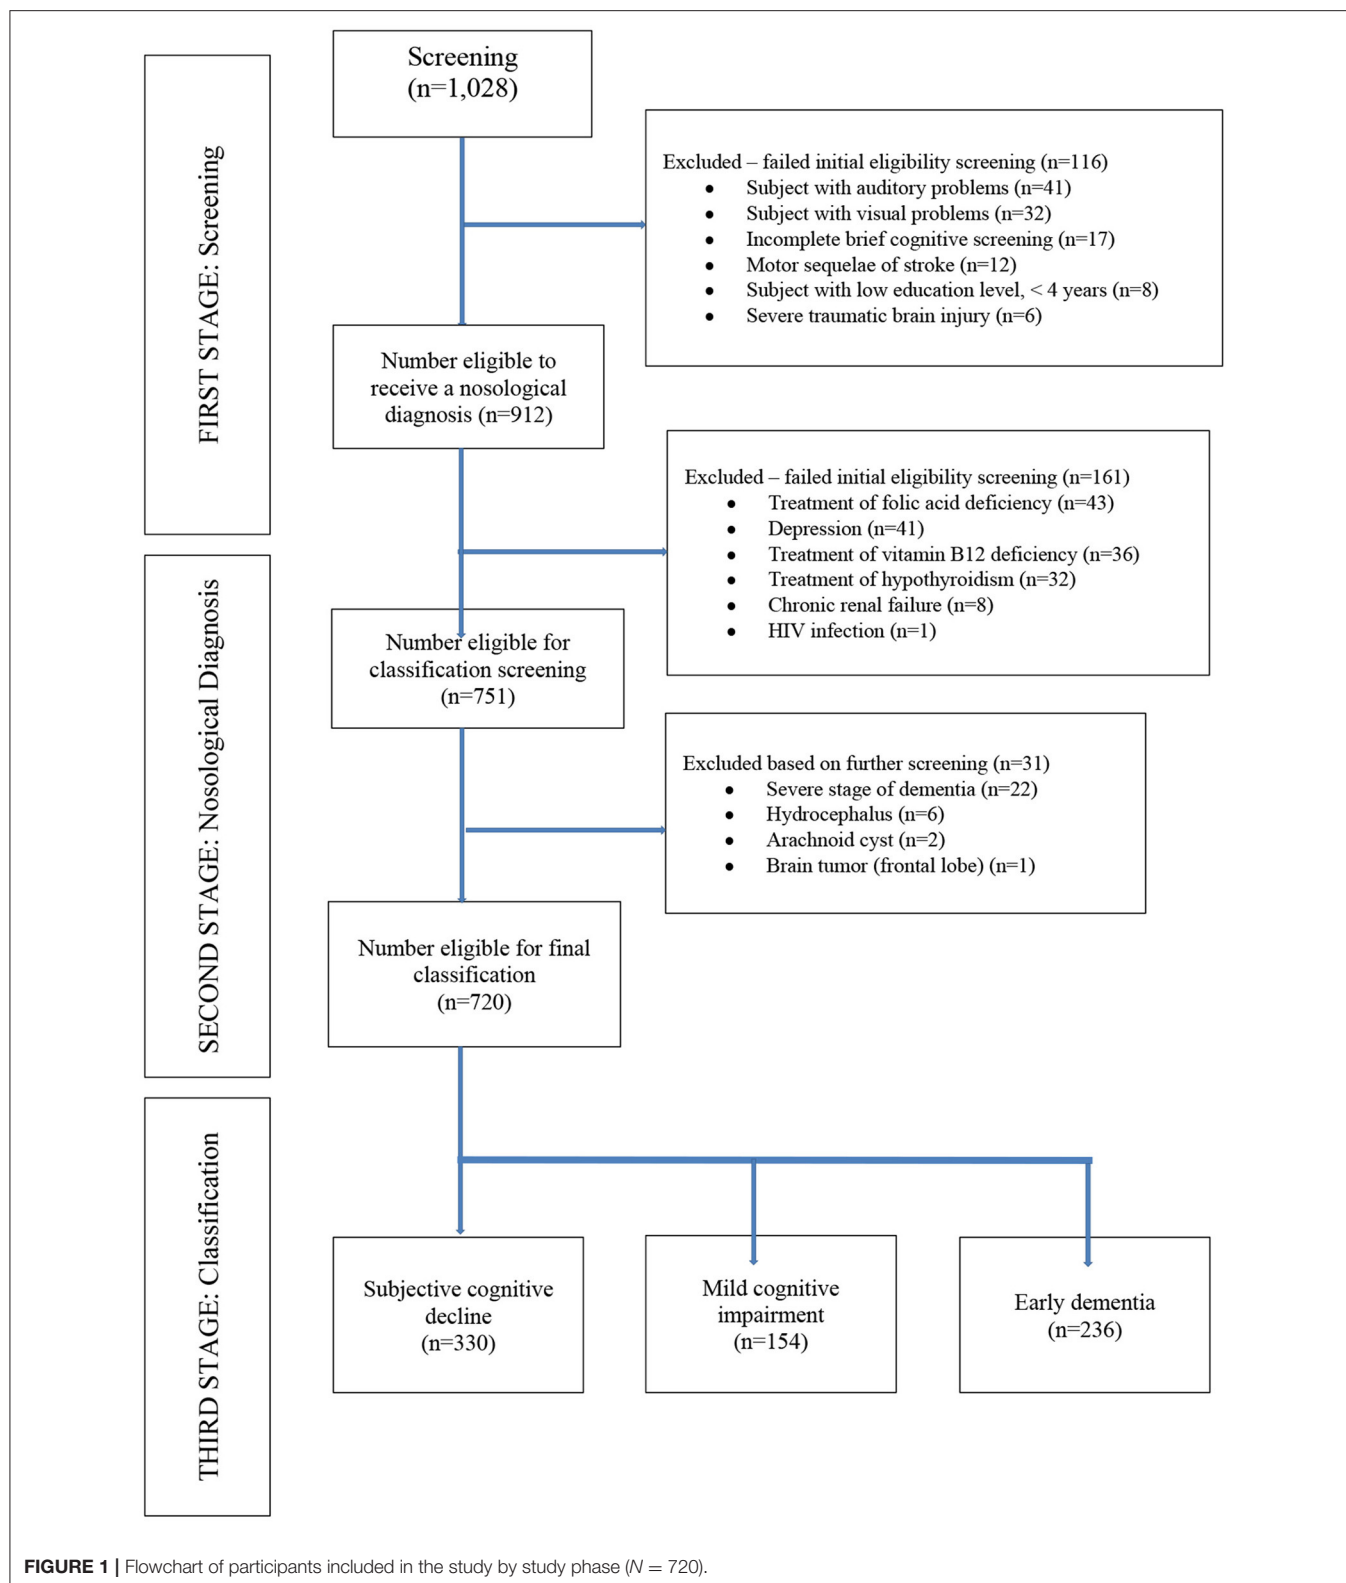 FIRST STAGE: Screening
Screening
(n=1,028)
Excluded – failed initial eligibility screening (n=116)
• Subject with auditory problems (n=41)
• Subject with visual problems (n=32)
• Incomplete brief cognitive screening (n=17)
• Motor sequelae of stroke (n=12)
• Subject with low education level, < 4 years (n=8)
• Severe traumatic brain injury (n=6)
Number eligible to
receive a nosological
diagnosis (n=912)
SECOND STAGE: Nosological Diagnosis
Excluded – failed initial eligibility screening (n=161)
• Treatment of folic acid deficiency (n=43)
• Depression (n=41)
• Treatment of vitamin B12 deficiency (n=36)
• Treatment of hypothyroidism (n=32)
• Chronic renal failure (n=8)
• HIV infection (n=1)
Number eligible for
classification screening
(n=751)
Excluded based on further screening (n=31)
• Severe stage of dementia (n=22)
• Hydrocephalus (n=6)
• Arachnoid cyst (n=2)
• Brain tumor (frontal lobe) (n=1)
Number eligible for final
classification
(n=720)
THIRD STAGE: Classification
Subjective cognitive
decline
(n=330)
Mild cognitive
impairment
(n=154)
Early dementia
(n=236)
FIGURE 1 | Flowchart of participants included in the study by study phase (N = 720).